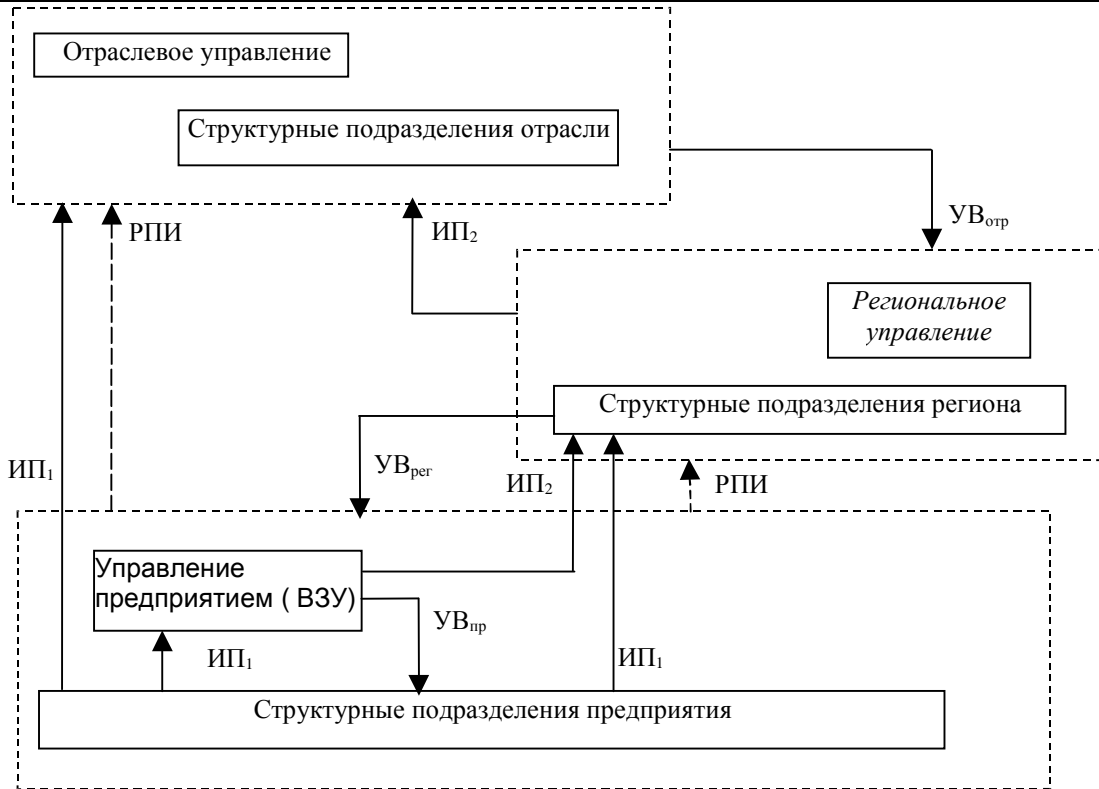 Отраслевое управление
Структурные подразделения отрасли
РПИ
ИП₂
УВотр
Региональное
управление
Структурные подразделения региона
ИП₁
УВрег
ИП₂
РПИ
Управление
предприятием ( ВЗУ)
УВпр
ИП₁
ИП₁
Структурные подразделения предприятия